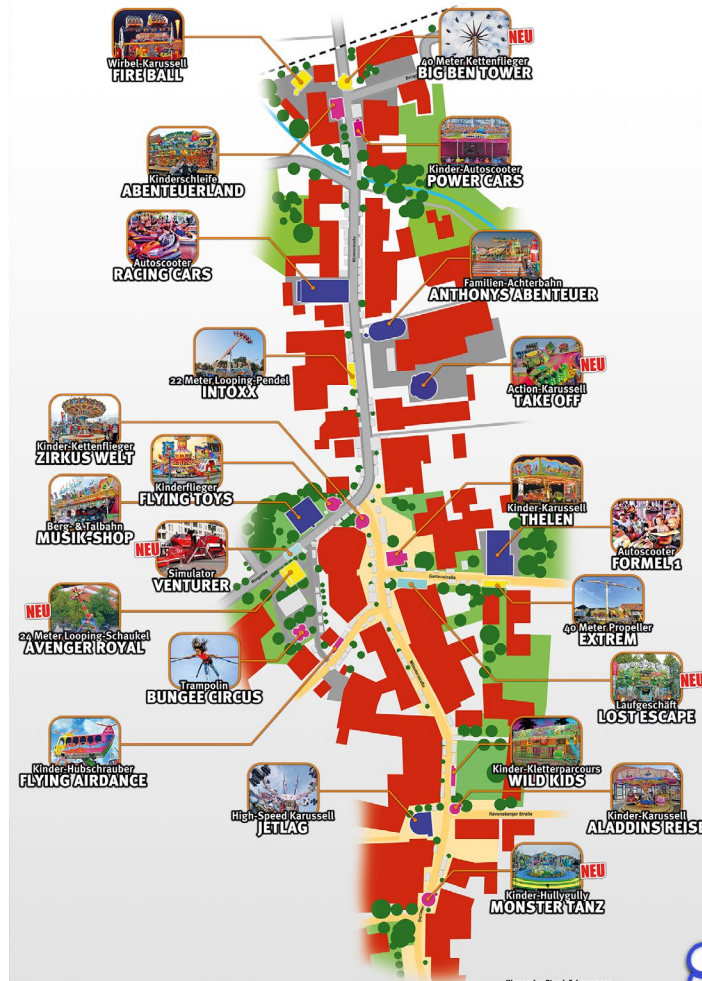 Wirbel-Karussell
FIRE BALL
40 Meter Kettenflieger
BIG BEN TOWER
NEU
Kinderschleife
ABENTEUERLAND
Kinder-Autoscooter
POWER CARS
Autoscooter
RACING CARS
Familien-Achterbahn
ANTHONYS ABENTEUER
22 Meter Looping-Pendel
INTOXX
Action-Karussell
TAKE OFF
NEU
Kinder-Kettenflieger
ZIRKUS WELT
Kinderflieger
FLYING TOYS
Kinder-Karussell
THELEN
Berg- & Talbahn
MUSIK-SHOP
Autoscooter
FORMEL 1
NEU
Simulator
VENTURER
Gartenstraße
NEU
24 Meter Looping-Schaukel
AVENGER ROYAL
40 Meter Propeller
EXTREM
Trampolin
BUNGEE CIRCUS
NEU
Laufgeschäft
LOST ESCAPE
Kinder-Hubschrauber
FLYING AIRDANCE
Kinder-Kletterparcours
WILD KIDS
High-Speed Karussell
JETLAG
Ravensberger Straße
Kinder-Karussell
ALADDINS REISE
NEU
Kinder-Hullygully
MONSTER TANZ